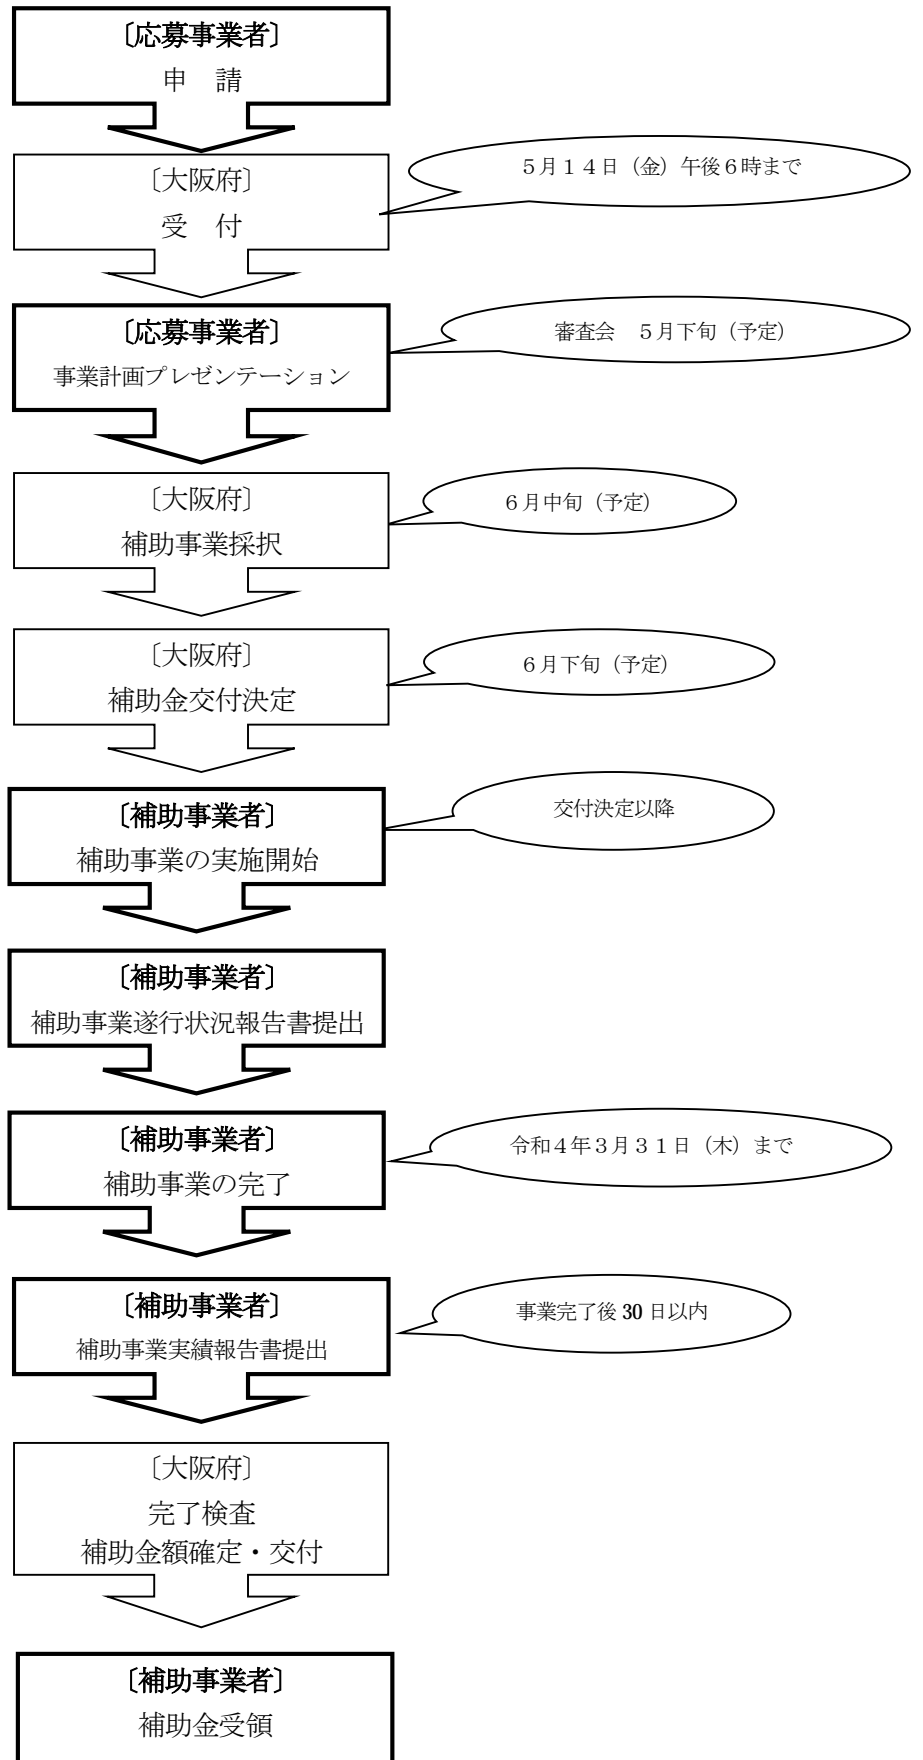 〔応募事業者〕
申　請
〔大阪府〕
受　付
５月１４日（金）午後６時まで
〔応募事業者〕
事業計画プレゼンテーション
審査会　５月下旬（予定）
〔大阪府〕
補助事業採択
６月中旬（予定）
〔大阪府〕
補助金交付決定
６月下旬（予定）
〔補助事業者〕
補助事業の実施開始
交付決定以降
〔補助事業者〕
補助事業遂行状況報告書提出
〔補助事業者〕
補助事業の完了
令和４年３月３１日（木）まで
〔補助事業者〕
補助事業実績報告書提出
事業完了後 30 日以内
〔大阪府〕
完了検査
補助金額確定・交付
〔補助事業者〕
補助金受領